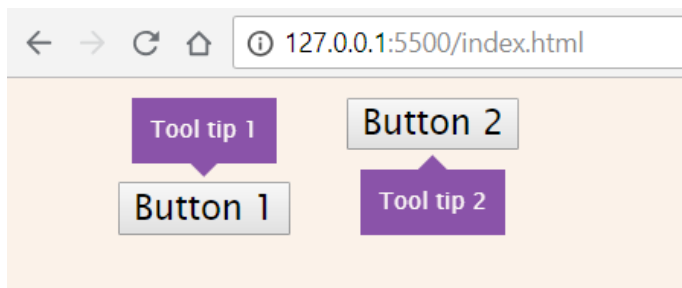 127.0.0.1:5500/index.html
Tool tip 1
Button 2
Button 1
Tool tip 2